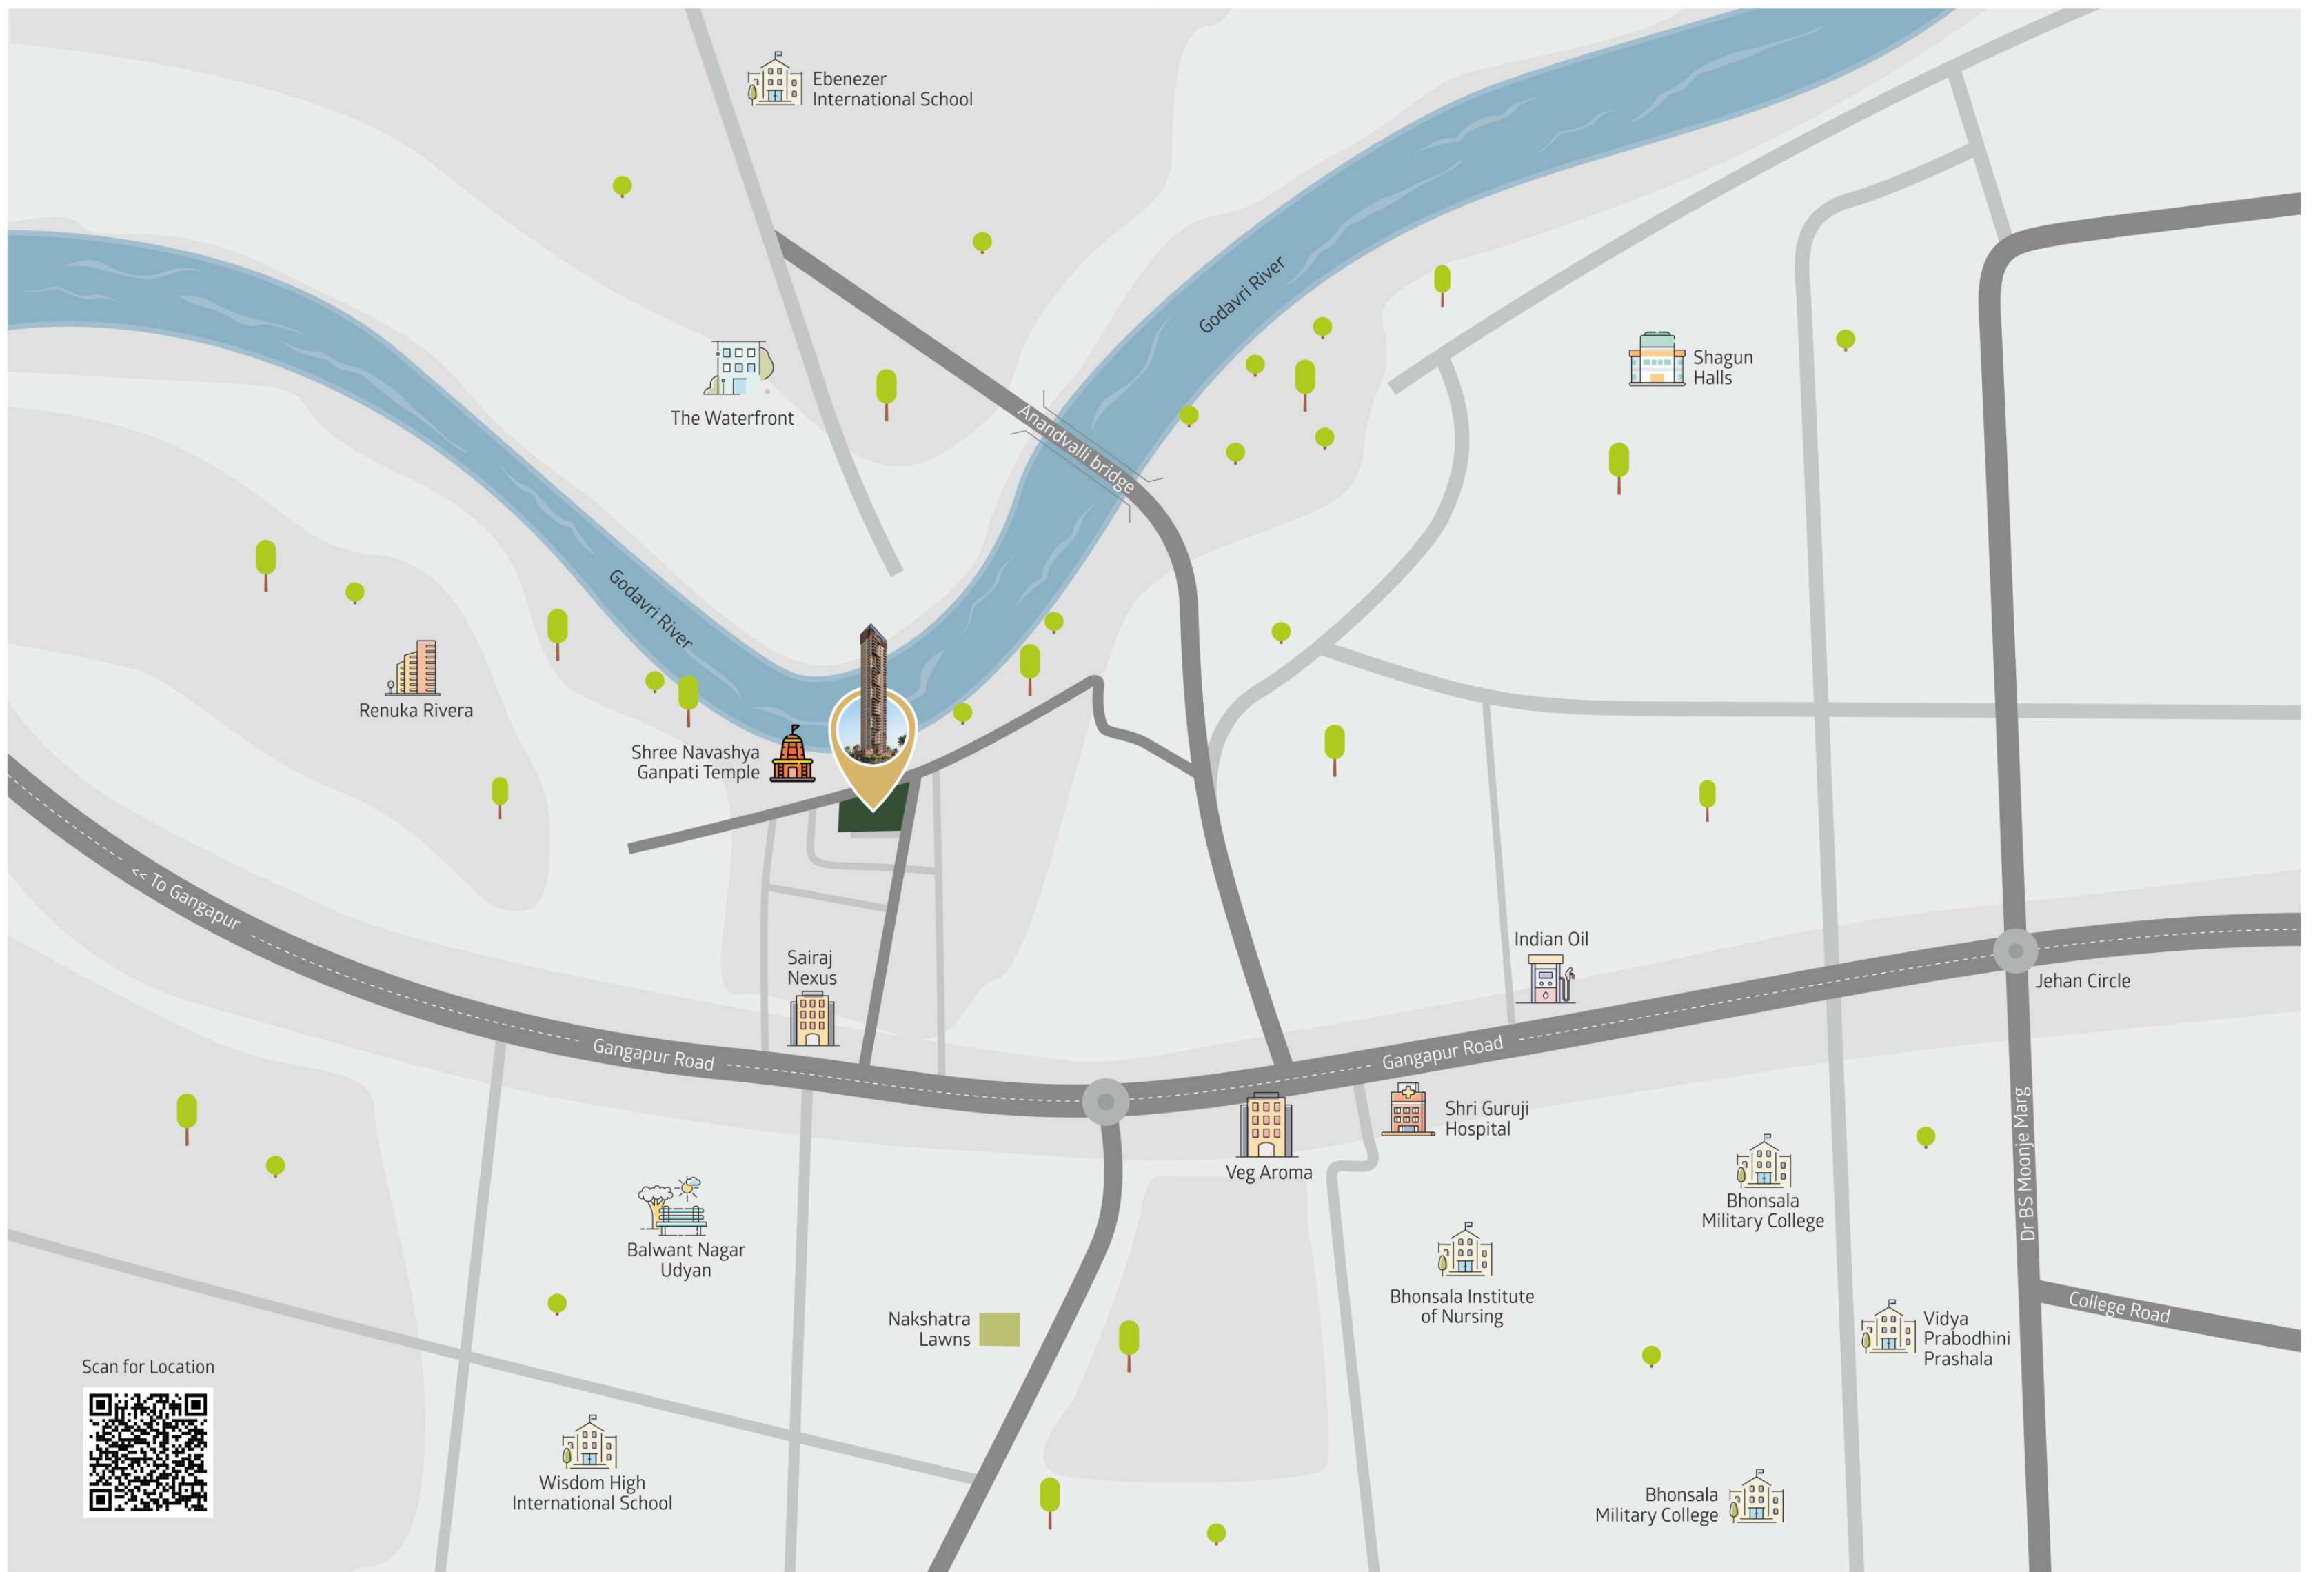 Ebenezer
International School
Godavri River
Shagun
Halls
The Waterfront
Anandvalli bridge
Godavri River
Renuka Rivera
Shree Navashya
Ganpati Temple
<< To Gangapur
Sairaj
Nexus
Indian Oil
Jehan Circle
Gangapur Road
Gangapur Road
Shri Guruji
Hospital
Veg Aroma
Dr BS Moonje Marg
Bhonsala
Military College
Balwant Nagar
Udyan
Bhonsala Institute
of Nursing
College Road
Nakshatra
Lawns
Vidya
Prabodhini
Prashala
Scan for Location
Wisdom High
International School
Bhonsala
Military College